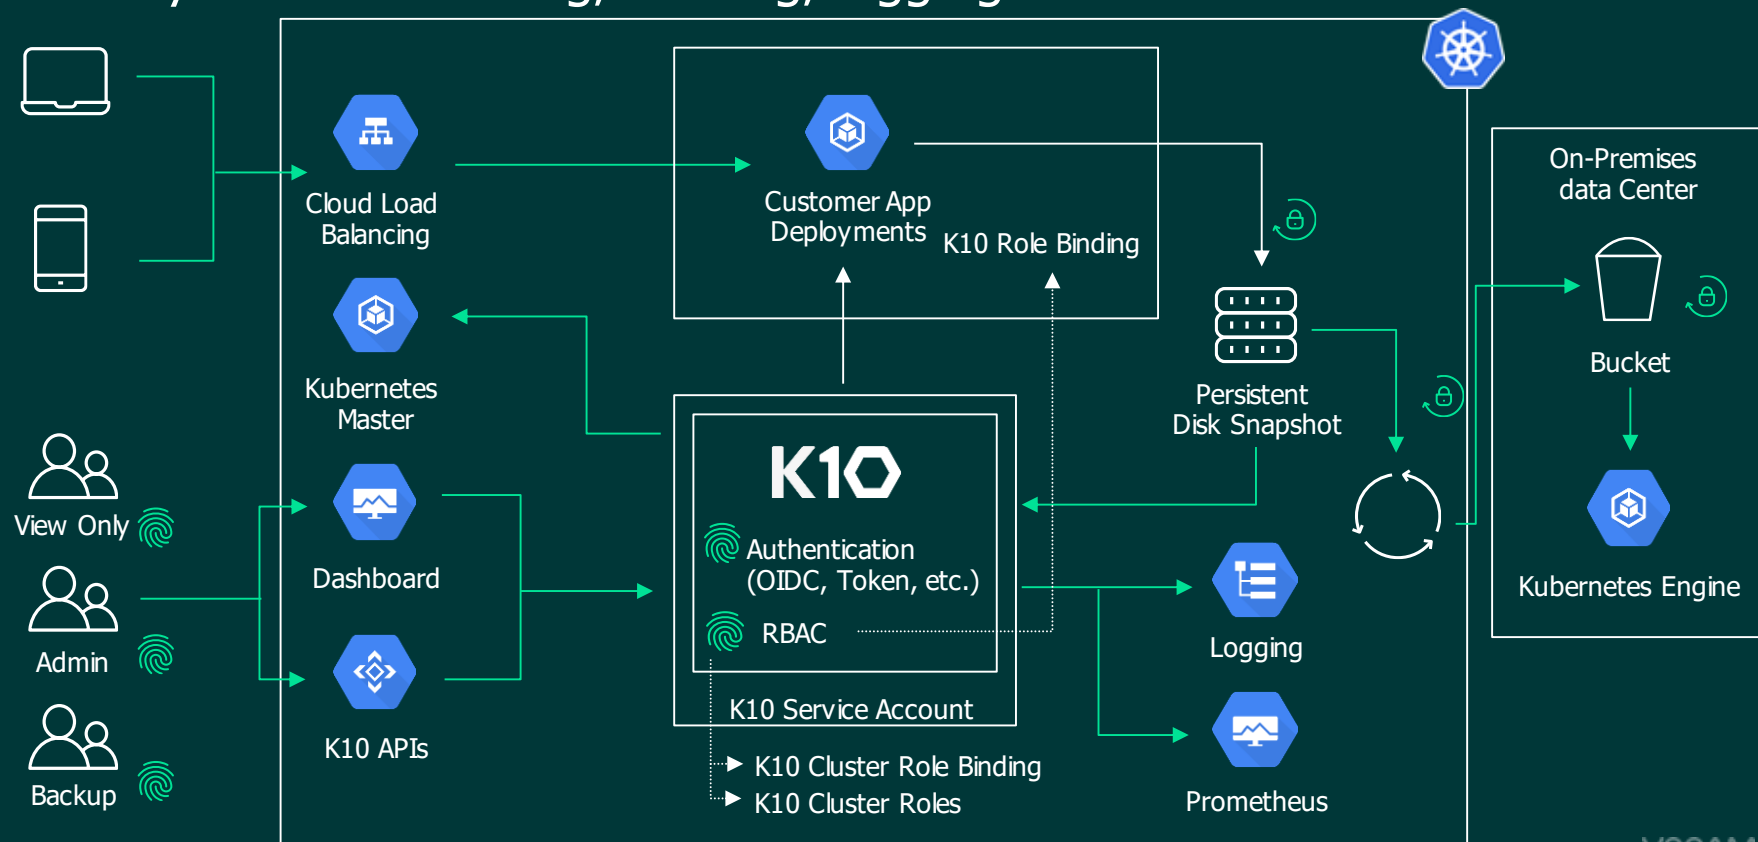 On-Premises
data Center
Cloud Load
Balancing
Customer App
Deployments
K10 Role Binding
Kubernetes
Master
Persistent
Disk Snapshot
Bucket
K10
View Only
Authentication
(OIDC, Token, etc.)
RBAC
Dashboard
Kubernetes Engine
Admin
Logging
K10 Service Account
K10 APIs
K10 Cluster Role Binding
K10 Cluster Roles
Backup
Prometheus